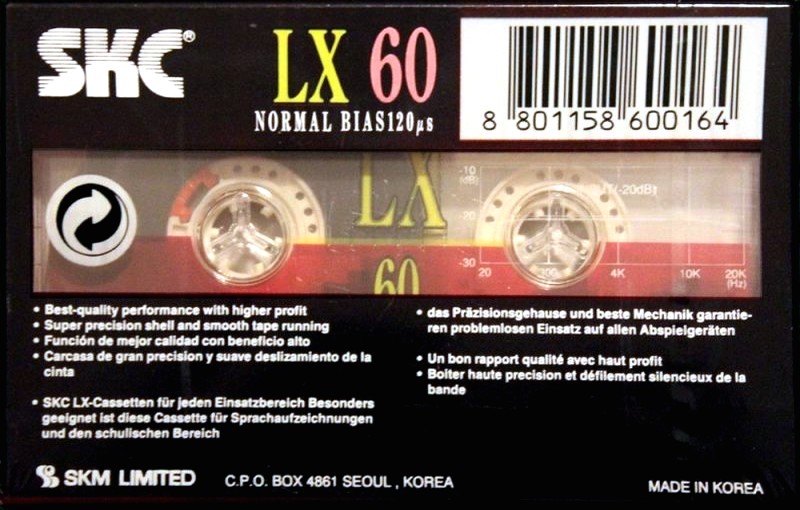 SKC®
LX 60
NORMAL BIAS120µs
8 801158 600164
LX
60
-10
(dB)
(-20dB)
-30
20
300
4K
10K
20K
(Hz)
• Best-quality performance with higher profit
• Super precision shell and smooth tape running
• Función de mejor calidad con beneficio alto
• Carcasa de gran precision y suave deslizamiento de la
cinta
• SKC LX-Cassetten für jeden Einsatzbereich Besonders
geeignet ist diese Cassette für Sprachaufzeichnungen
und den schulischen Bereich
• das Präzisionsgehause und beste Mechanik garantie-
ren problemlosen Einsatz auf allen Abspielgeräten
• Un bon rapport qualité avec haut profit
• Boiter haute precision et défilement silencieux de la
bande
SKM LIMITED
C.P.O. BOX 4861 SEOUL , KOREA
MADE IN KOREA